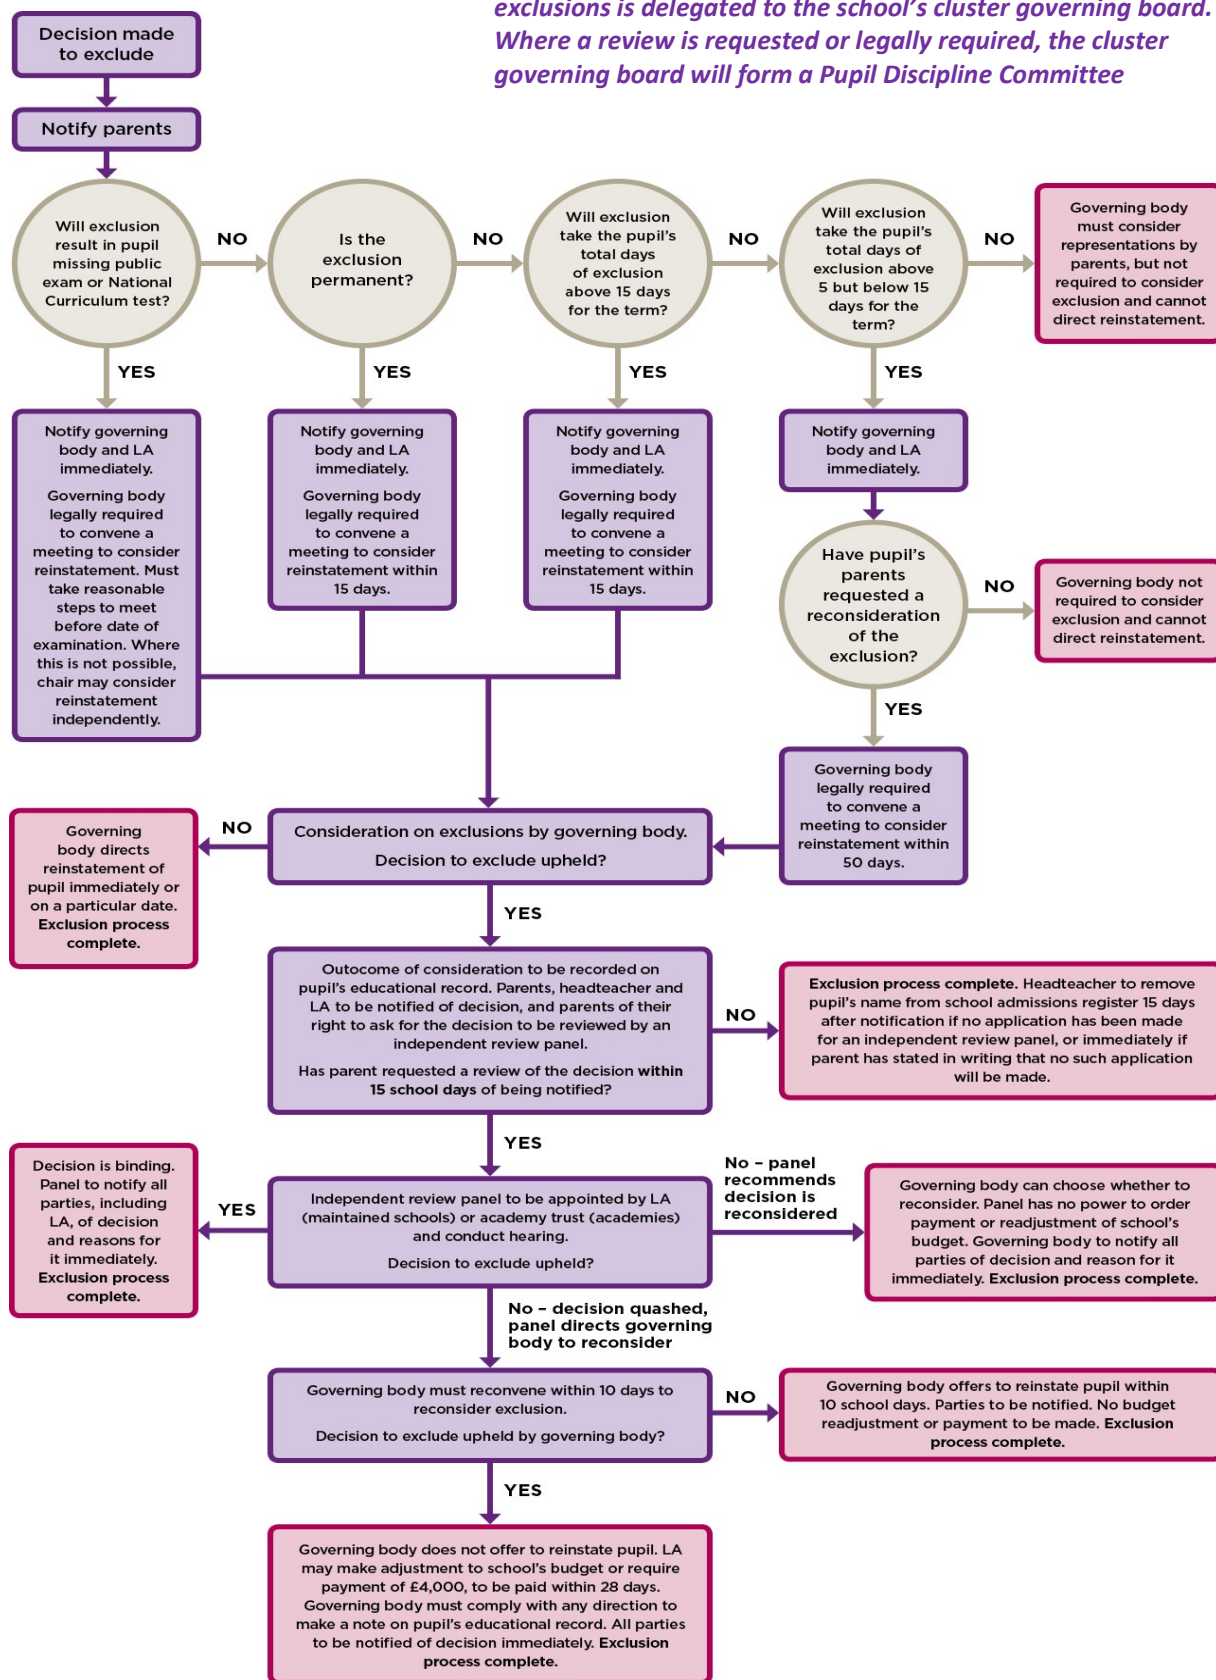 exclusions is delegated to the school's cluster governing board.
Where a review is requested or legally required, the cluster
governing board will form a Pupil Discipline Committee
Decision made
to exclude
Notify parents
Will exclusion
result in pupil
missing public
exam or National
Curriculum test?
NO
Is the
exclusion
permanent?
NO
Will exclusion
take the pupil's
total days
of exclusion
above 15 days
for the term?
NO
Will exclusion
take the pupil's
total days of
exclusion above
5 but below 15
days for the
term?
NO
Governing body
must consider
representations by
parents, but not
required to consider
exclusion and cannot
direct reinstatement.
YES
YES
YES
YES
Notify governing
body and LA
immediately.
Governing body
legally required
to convene a
meeting to consider
reinstatement. Must
take reasonable
steps to meet
before date of
examination. Where
this is not possible,
chair may consider
reinstatement
independently.
Notify governing
body and LA
immediately.
Governing body
legally required
to convene a
meeting to consider
reinstatement within
15 days.
Notify governing
body and LA
immediately.
Governing body
legally required
to convene a
meeting to consider
reinstatement within
15 days.
Notify governing
body and LA
immediately.
Have pupil's
parents
requested a
reconsideration
of the
exclusion?
NO
Governing body not
required to consider
exclusion and cannot
direct reinstatement.
YES
Governing body
legally required
to convene a
meeting to consider
reinstatement within
50 days.
Consideration on exclusions by governing body.
Decision to exclude upheld?
NO
Governing
body directs
reinstatement of
pupil immediately or
on a particular date.
Exclusion process
complete.
YES
Outocome of consideration to be recorded on
pupil's educational record. Parents, headteacher and
LA to be notified of decision, and parents of their
right to ask for the decision to be reviewed by an
independent review panel.
Has parent requested a review of the decision within
15 school days of being notified?
NO
Exclusion process complete. Headteacher to remove
pupil's name from school admissions register 15 days
after notification if no application has been made
for an independent review panel, or immediately if
parent has stated in writing that no such application
will be made.
YES
Independent review panel to be appointed by LA
(maintained schools) or academy trust (academies)
and conduct hearing.
Decision to exclude upheld?
YES
Decision is binding.
Panel to notify all
parties, including
LA, of decision
and reasons for
it immediately.
Exclusion process
complete.
No – panel
recommends
decision is
reconsidered
Governing body can choose whether to
reconsider. Panel has no power to order
payment or readjustment of school's
budget. Governing body to notify all
parties of decision and reason for it
immediately. Exclusion process complete.
No – decision quashed,
panel directs governing
body to reconsider
Governing body must reconvene within 10 days to
reconsider exclusion.
Decision to exclude upheld by governing body?
NO
Governing body offers to reinstate pupil within
10 school days. Parties to be notified. No budget
readjustment or payment to be made. Exclusion
process complete.
YES
Governing body does not offer to reinstate pupil. LA
may make adjustment to school's budget or require
payment of £4,000, to be paid within 28 days.
Governing body must comply with any direction to
make a note on pupil's educational record. All parties
to be notified of decision immediately. Exclusion
process complete.